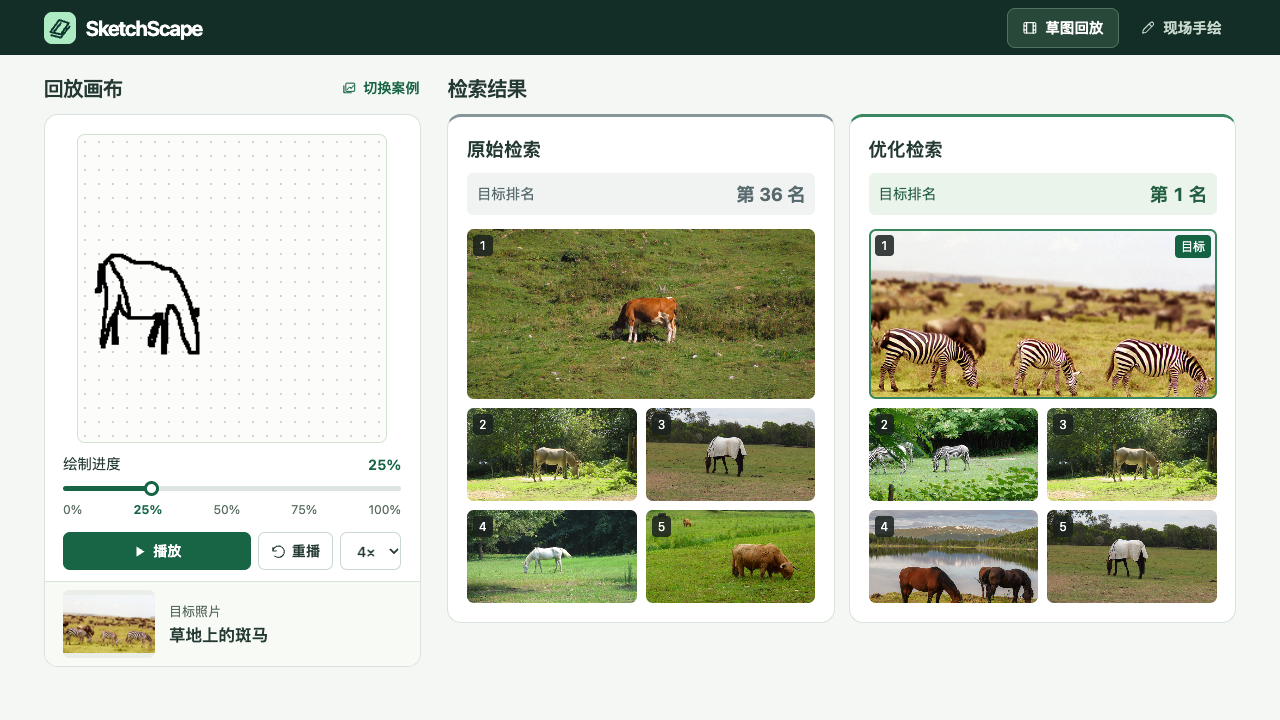 SketchScape
草图回放
现场手绘
回放画布
切换案例
检索结果
原始检索
目标排名
第 36 名
1
2
3
4
5
优化检索
目标排名
第 1 名
1
目标
2
3
4
5
绘制进度
25%
0%
25%
50%
75%
100%
播放
重播
4×
目标照片
草地上的斑马